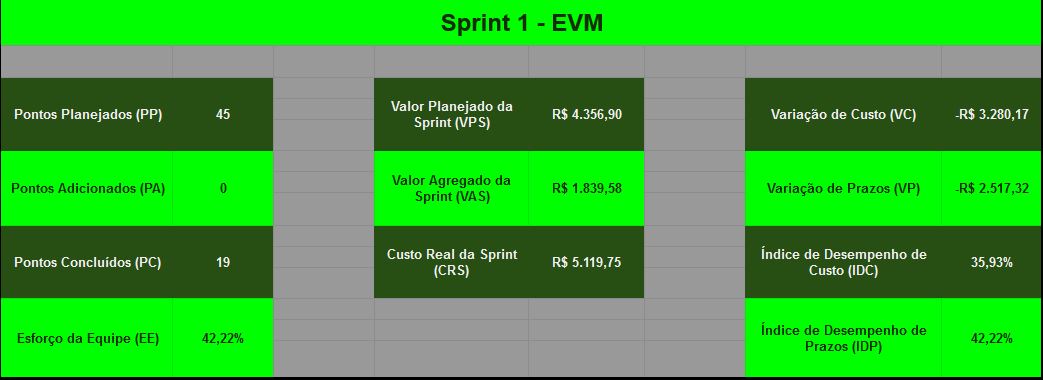 Sprint 1 - EVM
Pontos Planejados (PP) 45
Valor Planejado da
Sprint (VPS) R$ 4.356,90
Variação de Custo (VC) -R$ 3.280,17
Pontos Adicionados (PA) 0
Valor Agregado da
Sprint (VAS) R$ 1.839,58
Variação de Prazos (VP) -R$ 2.517,32
Pontos Concluídos (PC) 19
Custo Real da Sprint
(CRS) R$ 5.119,75
Índice de Desempenho de
Custo (IDC) 35,93%
Esforço da Equipe (EE) 42,22%
Índice de Desempenho de
Prazos (IDP) 42,22%